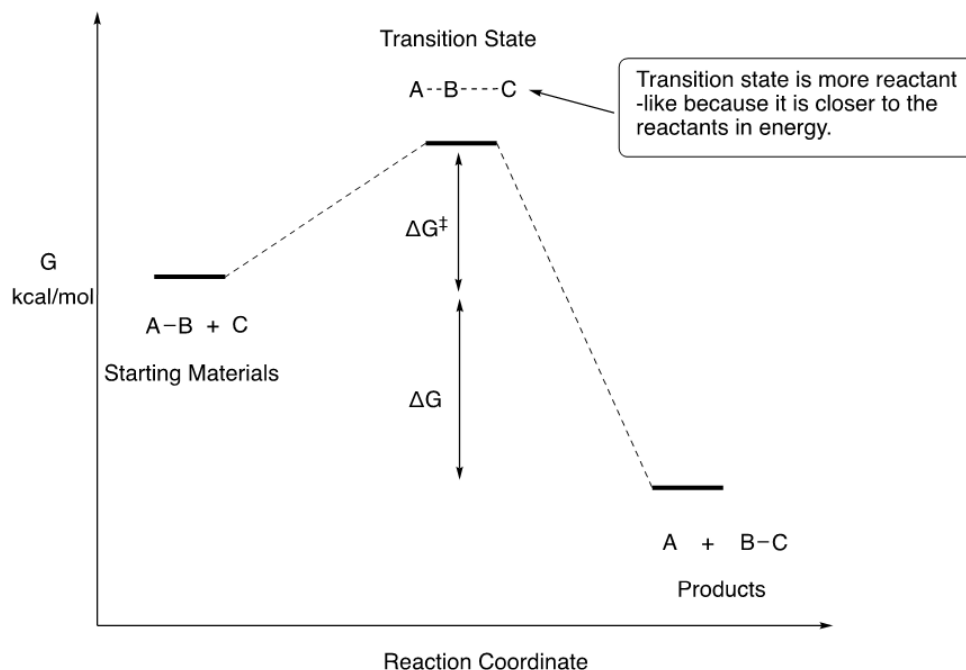 Transition State
A--B----C
Transition state is more reactant
-like because it is closer to the
reactants in energy.
ΔG‡
G
kcal/mol
A−B + C
Starting Materials
ΔG
A + B−C
Products
Reaction Coordinate